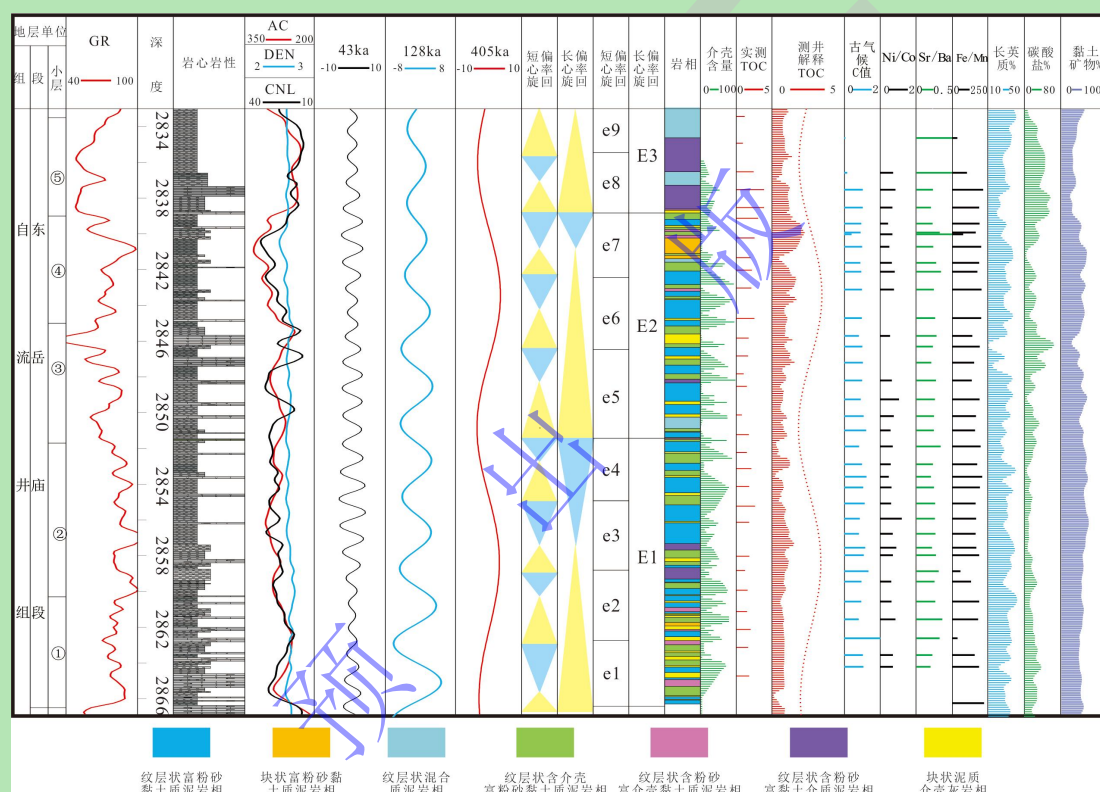 地层单位
组 段
小层
GR
40 100
深度
岩心岩性
AC
350 200
DEN
2 3
CNL
40 10
43ka
-10 10
128ka
-8 8
405ka
-10 10
短偏心率旋回
长偏心率旋回
短偏心率旋回
长偏心率旋回
岩相
介壳含量
0 100
实测TOC
0 5
测井解释TOC
0 5
古气候C值
0 2
Ni/Co
0 2
Sr/Ba
0 0.5
Fe/Mn
0 250
长英质%
10 50
碳酸盐%
0 80
黏土矿物%
0 100
自东
流岳
井庙
组段
⑤
④
③
②
①
2834
2838
2842
2846
2850
2854
2858
2862
2866
e9
e8
e7
e6
e5
e4
e3
e2
e1
E3
E2
E1
预 出 版
纹层状富粉砂
黏土质泥岩相
块状富粉砂黏
土质泥岩相
纹层状混合
质泥岩相
纹层状含介壳
富粉砂黏土质泥岩相
纹层状含粉砂
富介壳黏土质泥岩相
纹层状含粉砂
富黏土介质泥岩相
块状泥质
介壳灰岩相